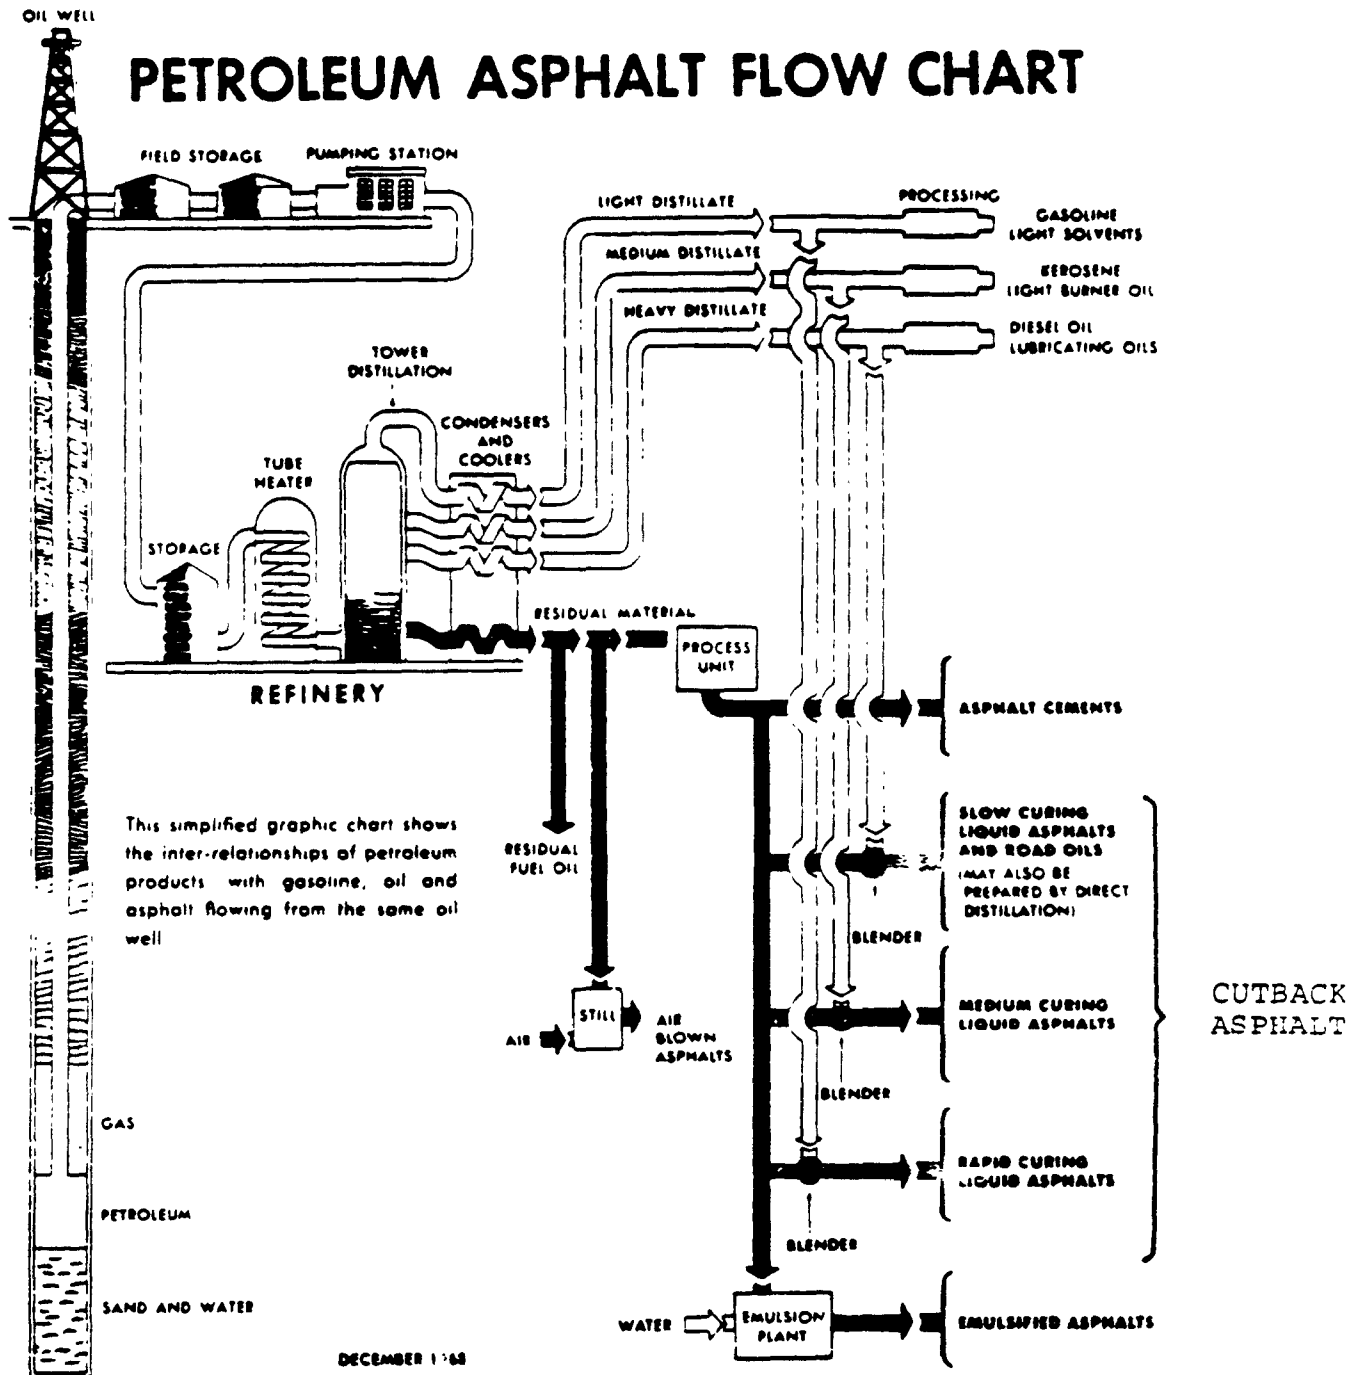 OIL WELL
PETROLEUM ASPHALT FLOW CHART
FIELD STORAGE
PUMPING STATION
LIGHT DISTILLATE
PROCESSING
GASOLINE
LIGHT SOLVENTS
MEDIUM DISTILLATE
KEROSENE
LIGHT BURNER OIL
HEAVY DISTILLATE
DIESEL OIL
LUBRICATING OILS
TOWER
DISTILLATION
CONDENSERS
AND
COOLERS
TUBE
HEATER
STORAGE
RESIDUAL MATERIAL
PROCESS
UNIT
REFINERY
ASPHALT CEMENTS
This simplified graphic chart shows
the inter-relationships of petroleum
products with gasoline, oil and
asphalt flowing from the same oil
well
RESIDUAL
FUEL OIL
SLOW CURING
LIQUID ASPHALTS
AND ROAD OILS
(MAY ALSO BE
PREPARED BY DIRECT
DISTILLATION)
BLENDER
STILL
AIR
AIR
BLOWN
ASPHALTS
MEDIUM CURING
LIQUID ASPHALTS
CUTBACK
ASPHALT
BLENDER
GAS
RAPID CURING
LIQUID ASPHALTS
PETROLEUM
BLENDER
SAND AND WATER
WATER
EMULSION
PLANT
EMULSIFIED ASPHALTS
DECEMBER